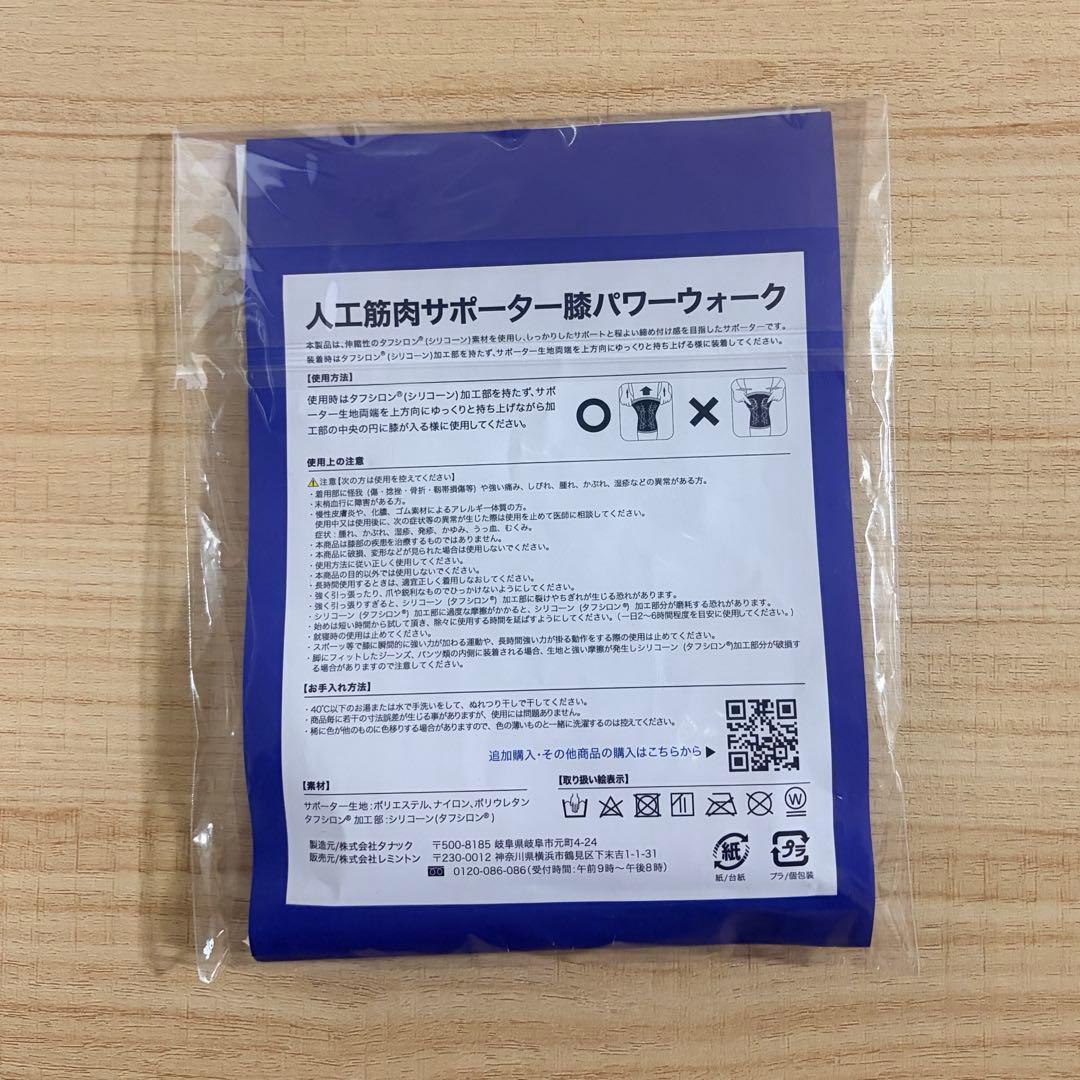 人工筋肉サポーター膝パワーウォーク
本製品は、伸縮性のタフシロン®(シリコーン)素材を使用し、しっかりしたサポートと程よい締め付け感を目指したサポーターです。
装着時はタフシロン®(シリコーン)加工部を持たず、サポーター生地両端を上方向にゆっくりと持ち上げる様に装着してください。
【使用方法】
使用時はタフシロン®(シリコーン)加工部を持たず、サポ
ーター生地両端を上方向にゆっくりと持ち上げながら加
工部の中央の円に膝が入る様に使用してください。
使用上の注意
注意【次の方は使用を控えてください】
・着用部に怪我 (傷・捻挫・骨折・靭帯損傷等) や強い痛み、しびれ、腫れ、かぶれ、湿疹などの異常がある方。
・末梢血行に障害がある方。
・慢性皮膚炎や、化膿、ゴム素材によるアレルギー体質の方。
使用中又は使用後に、次の症状等の異常が生じた際は使用を止めて医師に相談してください。
症状:腫れ、かぶれ、湿疹、発疹、かゆみ、うっ血、むくみ。
・本商品は膝部の疾患を治療するものではありません。
・本商品に破損、変形などが見られた場合は使用しないでください。
・使用方法に従い正しく使用してください。
・本商品の目的以外では使用しないでください。
・長時間使用するときは、適宜正しく着用しなおしてください。
・強く引っ張ったり、爪や鋭利なものでひっかけないようにしてください。
・強く引っ張りすぎると、シリコーン (タフシロン®) 加工部に裂けやちぎれが生じる恐れがあります。
・シリコーン (タフシロン®) 加工部に過度な摩擦がかかると、シリコーン (タフシロン®) 加工部分が磨耗する恐れがあります。
・始めは短い時間から試して頂き、徐々に使用する時間を延ばすようにしてください。(一日2〜6時間程度を目安に使用してください。)
・就寝時の使用は止めてください。
・スポーツ等で膝に瞬間的に強い力が加わる運動や、長時間強い力が掛る動作をする際の使用は止めてください。
・脚にフィットしたジーンズ、パンツ類の内側に装着される場合、生地と強い摩擦が発生しシリコーン (タフシロン®)加工部分が破損す
る場合がありますので注意してください。
【お手入れ方法】
・40℃以下のお湯または水で手洗いをして、ぬれつり干しで干してください。
・商品毎に若干の寸法誤差が生じる事がありますが、使用には問題ありません。
・稀に色が他のものに色移りする場合がありますので、色の薄いものと一緒に洗濯するのは控えてください。
追加購入・その他商品の購入はこちらから▶
【素材】
サポーター生地:ポリエステル、ナイロン、ポリウレタン
タフシロン® 加工部:シリコーン(タフシロン®)
【取り扱い絵表示】
W
製造元/株式会社タナック 〒500-8185 岐阜県岐阜市元町4-24
販売元/株式会社レミントン 〒230-0012 神奈川県横浜市鶴見区下末吉1-1-31
0120-086-086(受付時間:午前9時〜午後8時)
紙
紙/台紙
プラ
プラ/個包装